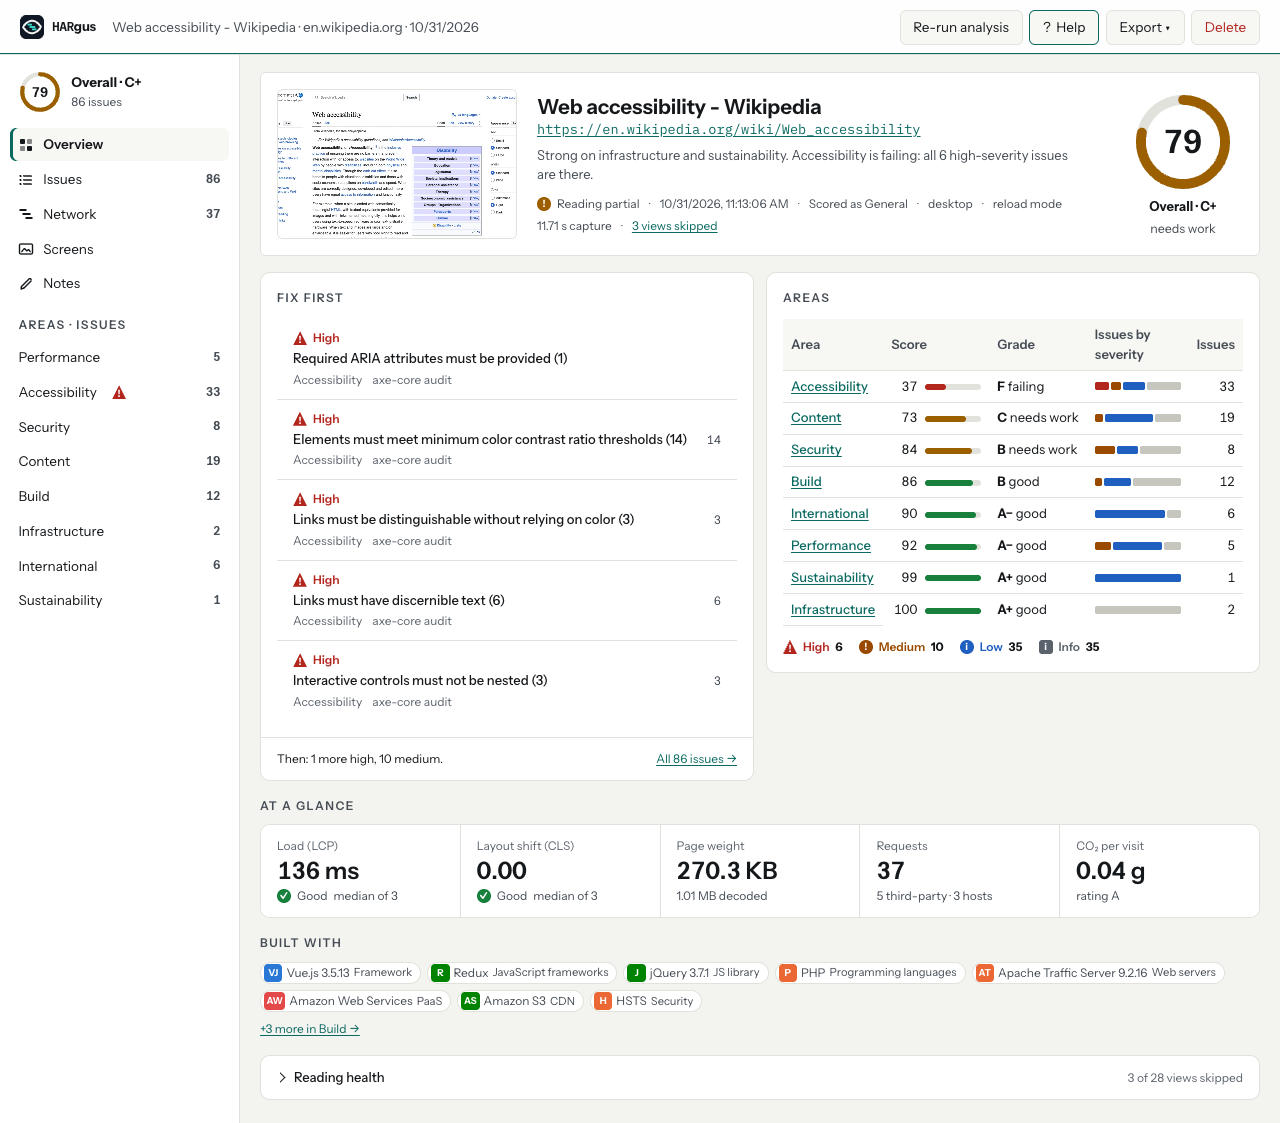 HARgus
Web accessibility - Wikipedia · en.wikipedia.org · 10/31/2026
Re-run analysis
? Help
Export ▾
Delete
79
Overall · C+
86 issues
Overview
Issues 86
Network 37
Screens
Notes
AREAS · ISSUES
Performance 5
Accessibility 33
Security 8
Content 19
Build 12
Infrastructure 2
International 6
Sustainability 1
Web accessibility
Disability
Web accessibility - Wikipedia
https://en.wikipedia.org/wiki/Web_accessibility
Strong on infrastructure and sustainability. Accessibility is failing: all 6 high-severity issues
are there.
Reading partial · 10/31/2026, 11:13:06 AM · Scored as General · desktop · reload mode
11.71 s capture · 3 views skipped
79
Overall · C+
needs work
FIX FIRST
High
Required ARIA attributes must be provided (1)
Accessibility axe-core audit
High
Elements must meet minimum color contrast ratio thresholds (14) 14
Accessibility axe-core audit
High
Links must be distinguishable without relying on color (3) 3
Accessibility axe-core audit
High
Links must have discernible text (6) 6
Accessibility axe-core audit
High
Interactive controls must not be nested (3) 3
Accessibility axe-core audit
Then: 1 more high, 10 medium.
All 86 issues →
AREAS
Area Score Grade Issues by severity Issues
Accessibility 37 F failing 33
Content 73 C needs work 19
Security 84 B needs work 8
Build 86 B good 12
International 90 A− good 6
Performance 92 A− good 5
Sustainability 99 A+ good 1
Infrastructure 100 A+ good 2
High 6 Medium 10 Low 35 Info 35
AT A GLANCE
Load (LCP)
136 ms
Good median of 3
Layout shift (CLS)
0.00
Good median of 3
Page weight
270.3 KB
1.01 MB decoded
Requests
37
5 third-party · 3 hosts
CO₂ per visit
0.04 g
rating A
BUILT WITH
VJ Vue.js 3.5.13 Framework
R Redux JavaScript frameworks
J jQuery 3.7.1 JS library
P PHP Programming languages
AT Apache Traffic Server 9.2.16 Web servers
AW Amazon Web Services PaaS
AS Amazon S3 CDN
H HSTS Security
+3 more in Build →
Reading health
3 of 28 views skipped